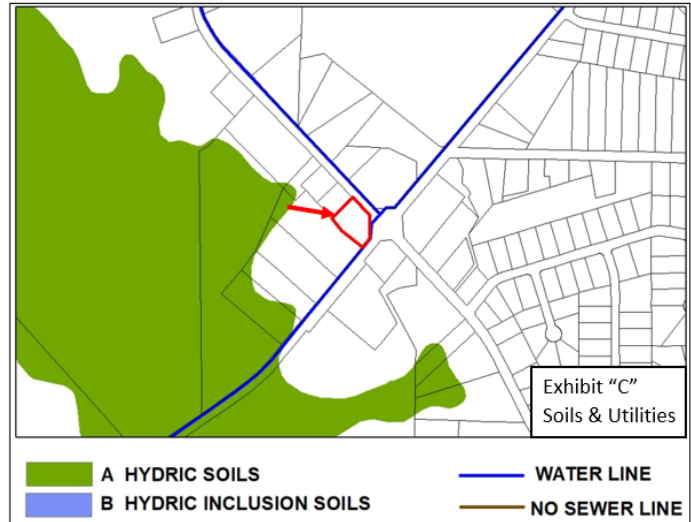 Exhibit “C”
Soils & Utilities
A HYDRIC SOILS
WATER LINE
B HYDRIC INCLUSION SOILS
NO SEWER LINE